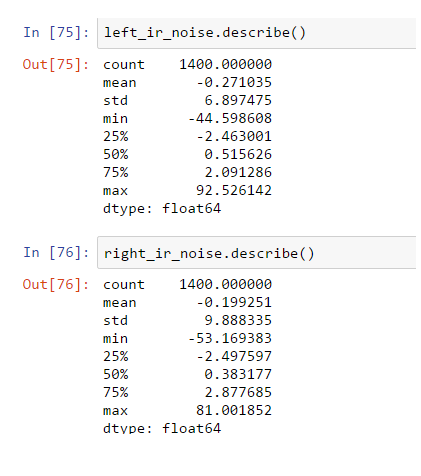 In [75]: left_ir_noise.describe()
Out[75]: count    1400.000000
mean       -0.271035
std         6.897475
min       -44.598608
25%        -2.463001
50%         0.515626
75%         2.091286
max        92.526142
dtype: float64
In [76]: right_ir_noise.describe()
Out[76]: count    1400.000000
mean       -0.199251
std         9.888335
min       -53.169383
25%        -2.497597
50%         0.383177
75%         2.877685
max        81.001852
dtype: float64